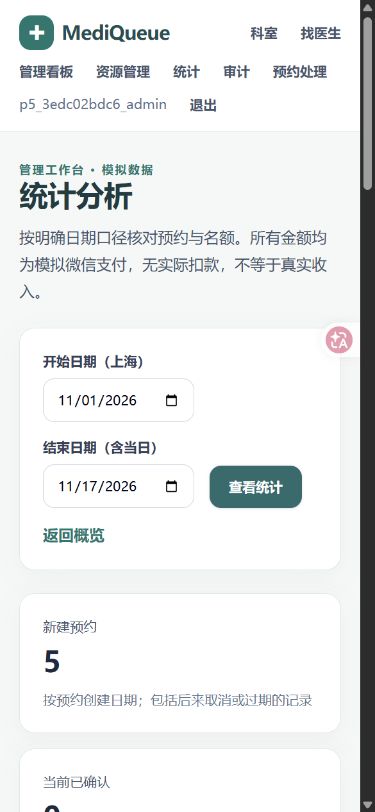 MediQueue
科室 找医生
管理看板 资源管理 统计 审计 预约处理
p5_3edc02bdc6_admin 退出
管理工作台 · 模拟数据
统计分析
按明确日期口径核对预约与名额。所有金额均
为模拟微信支付，无实际扣款，不等于真实收
入。
开始日期（上海）
11/01/2026
结束日期（含当日）
11/17/2026 查看统计
返回概览
新建预约
5
按预约创建日期；包括后来取消或过期的记录
当前已确认